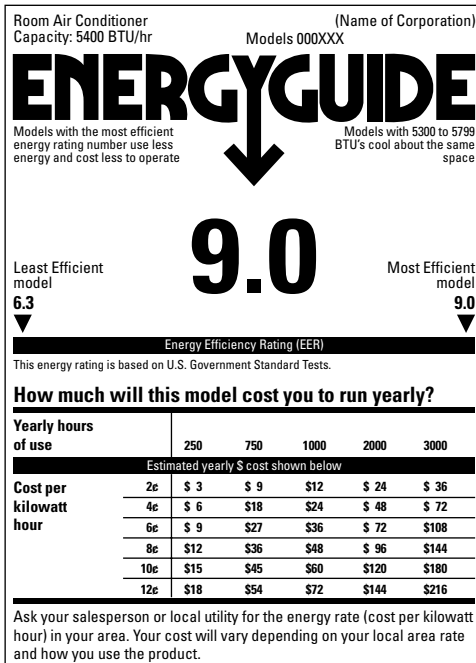 Room Air Conditioner
(Name of Corporation)
Capacity: 5400 BTU/hr
Models 000XXX
ENERGYGUIDE
Models with the most efficient
energy rating number use less
energy and cost less to operate
Models with 5300 to 5799
BTU's cool about the same
space
9.0
Least Efficient
model
6.3
Most Efficient
model
9.0
Energy Efficiency Rating (EER)
This energy rating is based on U.S. Government Standard Tests.
How much will this model cost you to run yearly?
Yearly hours
of use 250 750 1000 2000 3000
Estimated yearly $ cost shown below
Cost per
kilowatt
hour
2¢ $ 3 $ 9 $12 $ 24 $ 36
4¢ $ 6 $18 $24 $ 48 $ 72
6¢ $ 9 $27 $36 $ 72 $108
8¢ $12 $36 $48 $ 96 $144
10¢ $15 $45 $60 $120 $180
12¢ $18 $54 $72 $144 $216
Ask your salesperson or local utility for the energy rate (cost per kilowatt
hour) in your area. Your cost will vary depending on your local area rate
and how you use the product.